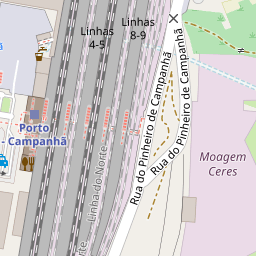 Linhas
4-5
Linhas
8-9
Porto
- Campanhã
Linha do Norte
Norte
Rua do Pinheiro de Campanhã
Rua do Pinheiro de Campanhã
Moagem
Ceres